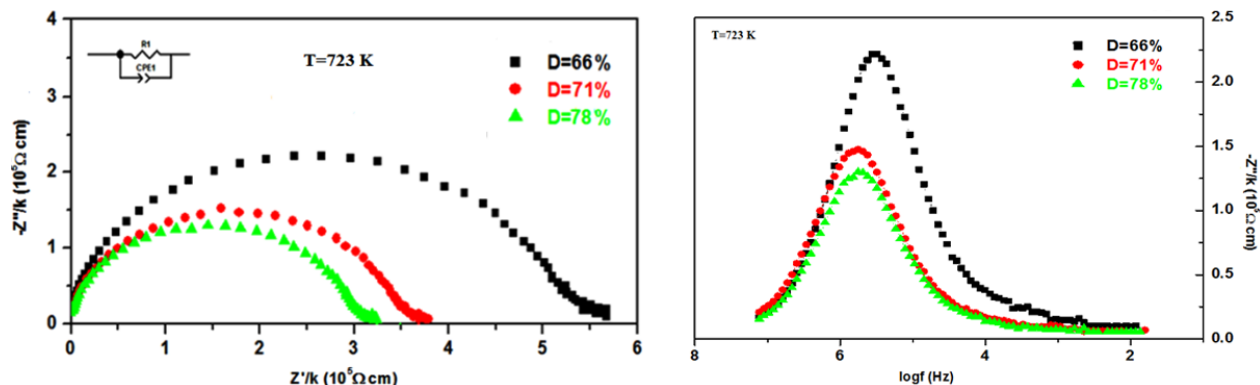 4
3
2
1
0
-Z''/k (10⁵Ω cm)
R1
CPE1
T=723 K
D=66%
D=71%
D=78%
0 1 2 3 4 5 6
Z'/k (10⁵Ω cm)
T=723 K
D=66%
D=71%
D=78%
2.5
2.0
1.5
1.0
0.5
0.0
-Z''/k (10⁵Ω cm)
8 6 4 2
logf (Hz)